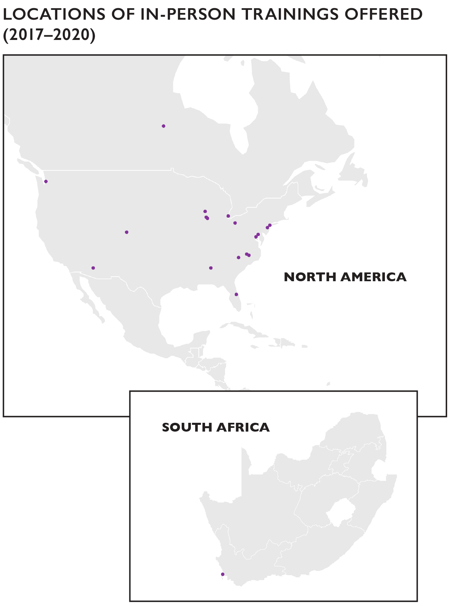 LOCATIONS OF IN-PERSON TRAININGS OFFERED
(2017–2020)
NORTH AMERICA
SOUTH AFRICA